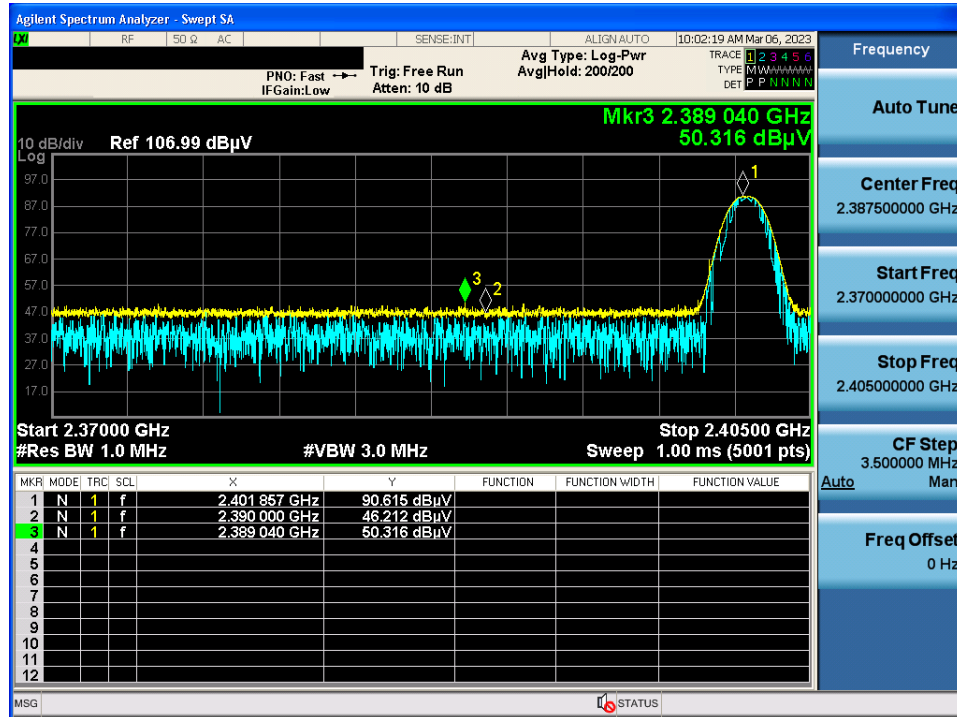 Agilent Spectrum Analyzer - Swept SA
LXI RF 50 Ω AC SENSE:INT ALIGN AUTO 10:02:19 AM Mar 06, 2023
PNO: Fast Trig: Free Run Avg Type: Log-Pwr TRACE 1 2 3 4 5 6
IFGain:Low Atten: 10 dB Avg|Hold: 200/200 TYPE M W W W W W
DET P P N N N N
Mkr3 2.389 040 GHz
50.316 dBµV
10 dB/div Ref 106.99 dBµV
Log
97.0
87.0
77.0
67.0
57.0
47.0
37.0
27.0
17.0
1
3
2
Start 2.37000 GHz Stop 2.40500 GHz
#Res BW 1.0 MHz #VBW 3.0 MHz Sweep 1.00 ms (5001 pts)
MKR MODE TRC SCL X Y FUNCTION FUNCTION WIDTH FUNCTION VALUE
1 N 1 f 2.401 857 GHz 90.615 dBµV
2 N 1 f 2.390 000 GHz 46.212 dBµV
3 N 1 f 2.389 040 GHz 50.316 dBµV
4
5
6
7
8
9
10
11
12
MSG STATUS
Frequency
Auto Tune
Center Freq
2.387500000 GHz
Start Freq
2.370000000 GHz
Stop Freq
2.405000000 GHz
CF Step
3.500000 MHz
Auto Man
Freq Offset
0 Hz